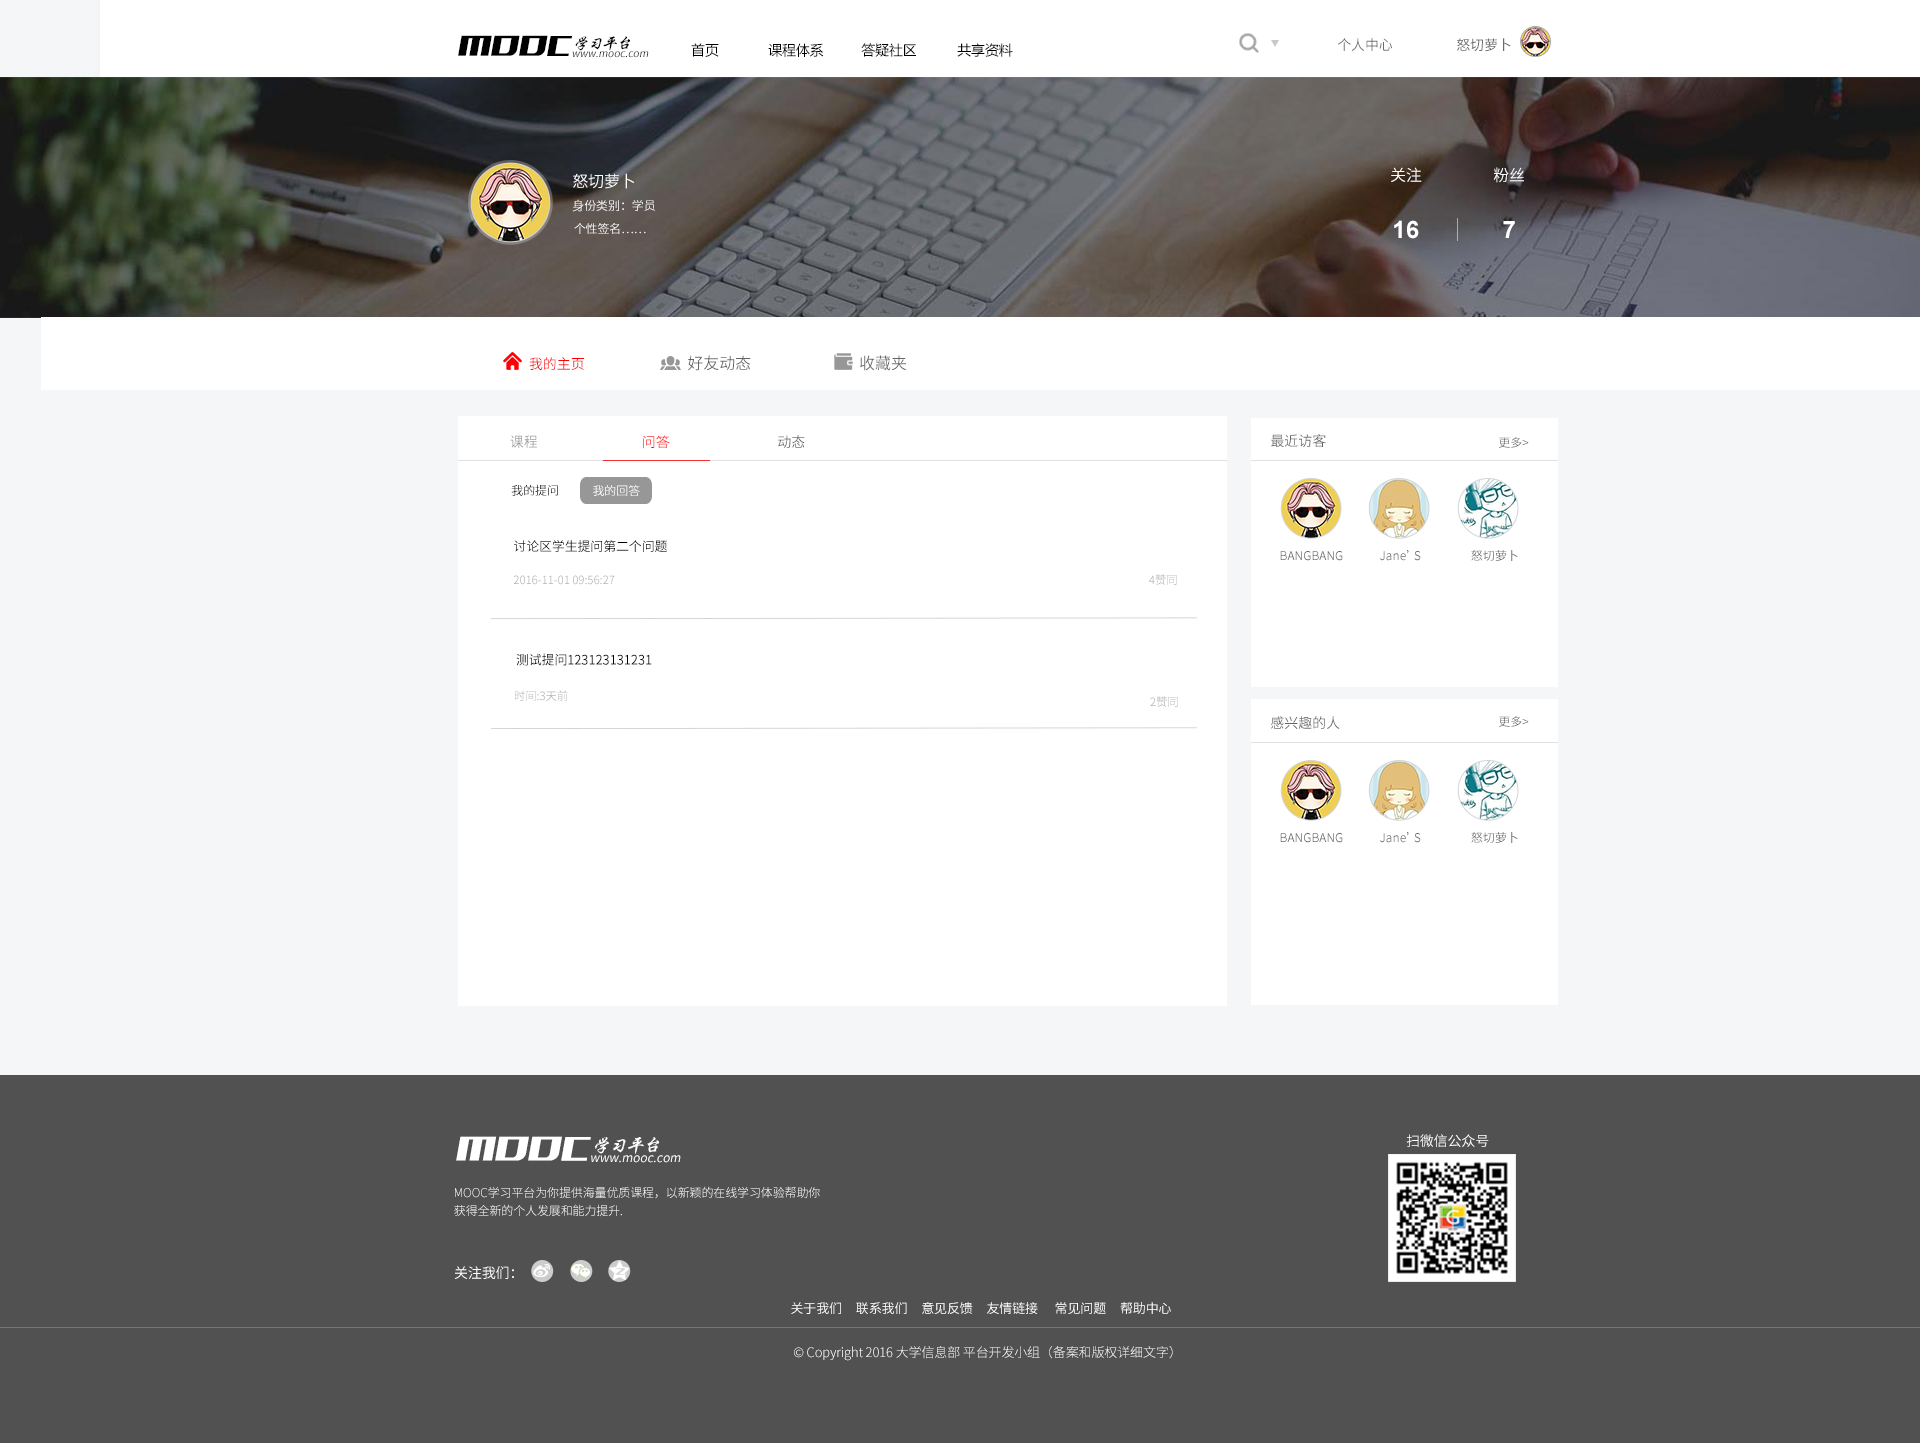 MOOC学习平台
www.mooc.com
首页
课程体系
答疑社区
共享资料
个人中心
怒切萝卜
怒切萝卜
身份类别：学员
个性签名……
关注
粉丝
16
7
我的主页
好友动态
收藏夹
课程
问答
动态
我的提问
我的回答
讨论区学生提问第二个问题
2016-11-01 09:56:27
4赞同
测试提问123123131231
时间:3天前
2赞同
最近访客
更多>
BANGBANG
Jane’ S
怒切萝卜
感兴趣的人
更多>
BANGBANG
Jane’ S
怒切萝卜
MOOC学习平台
www.mooc.com
MOOC学习平台为你提供海量优质课程，以新颖的在线学习体验帮助你
获得全新的个人发展和能力提升.
关注我们：
扫微信公众号
关于我们
联系我们
意见反馈
友情链接
常见问题
帮助中心
© Copyright 2016 大学信息部 平台开发小组（备案和版权详细文字）